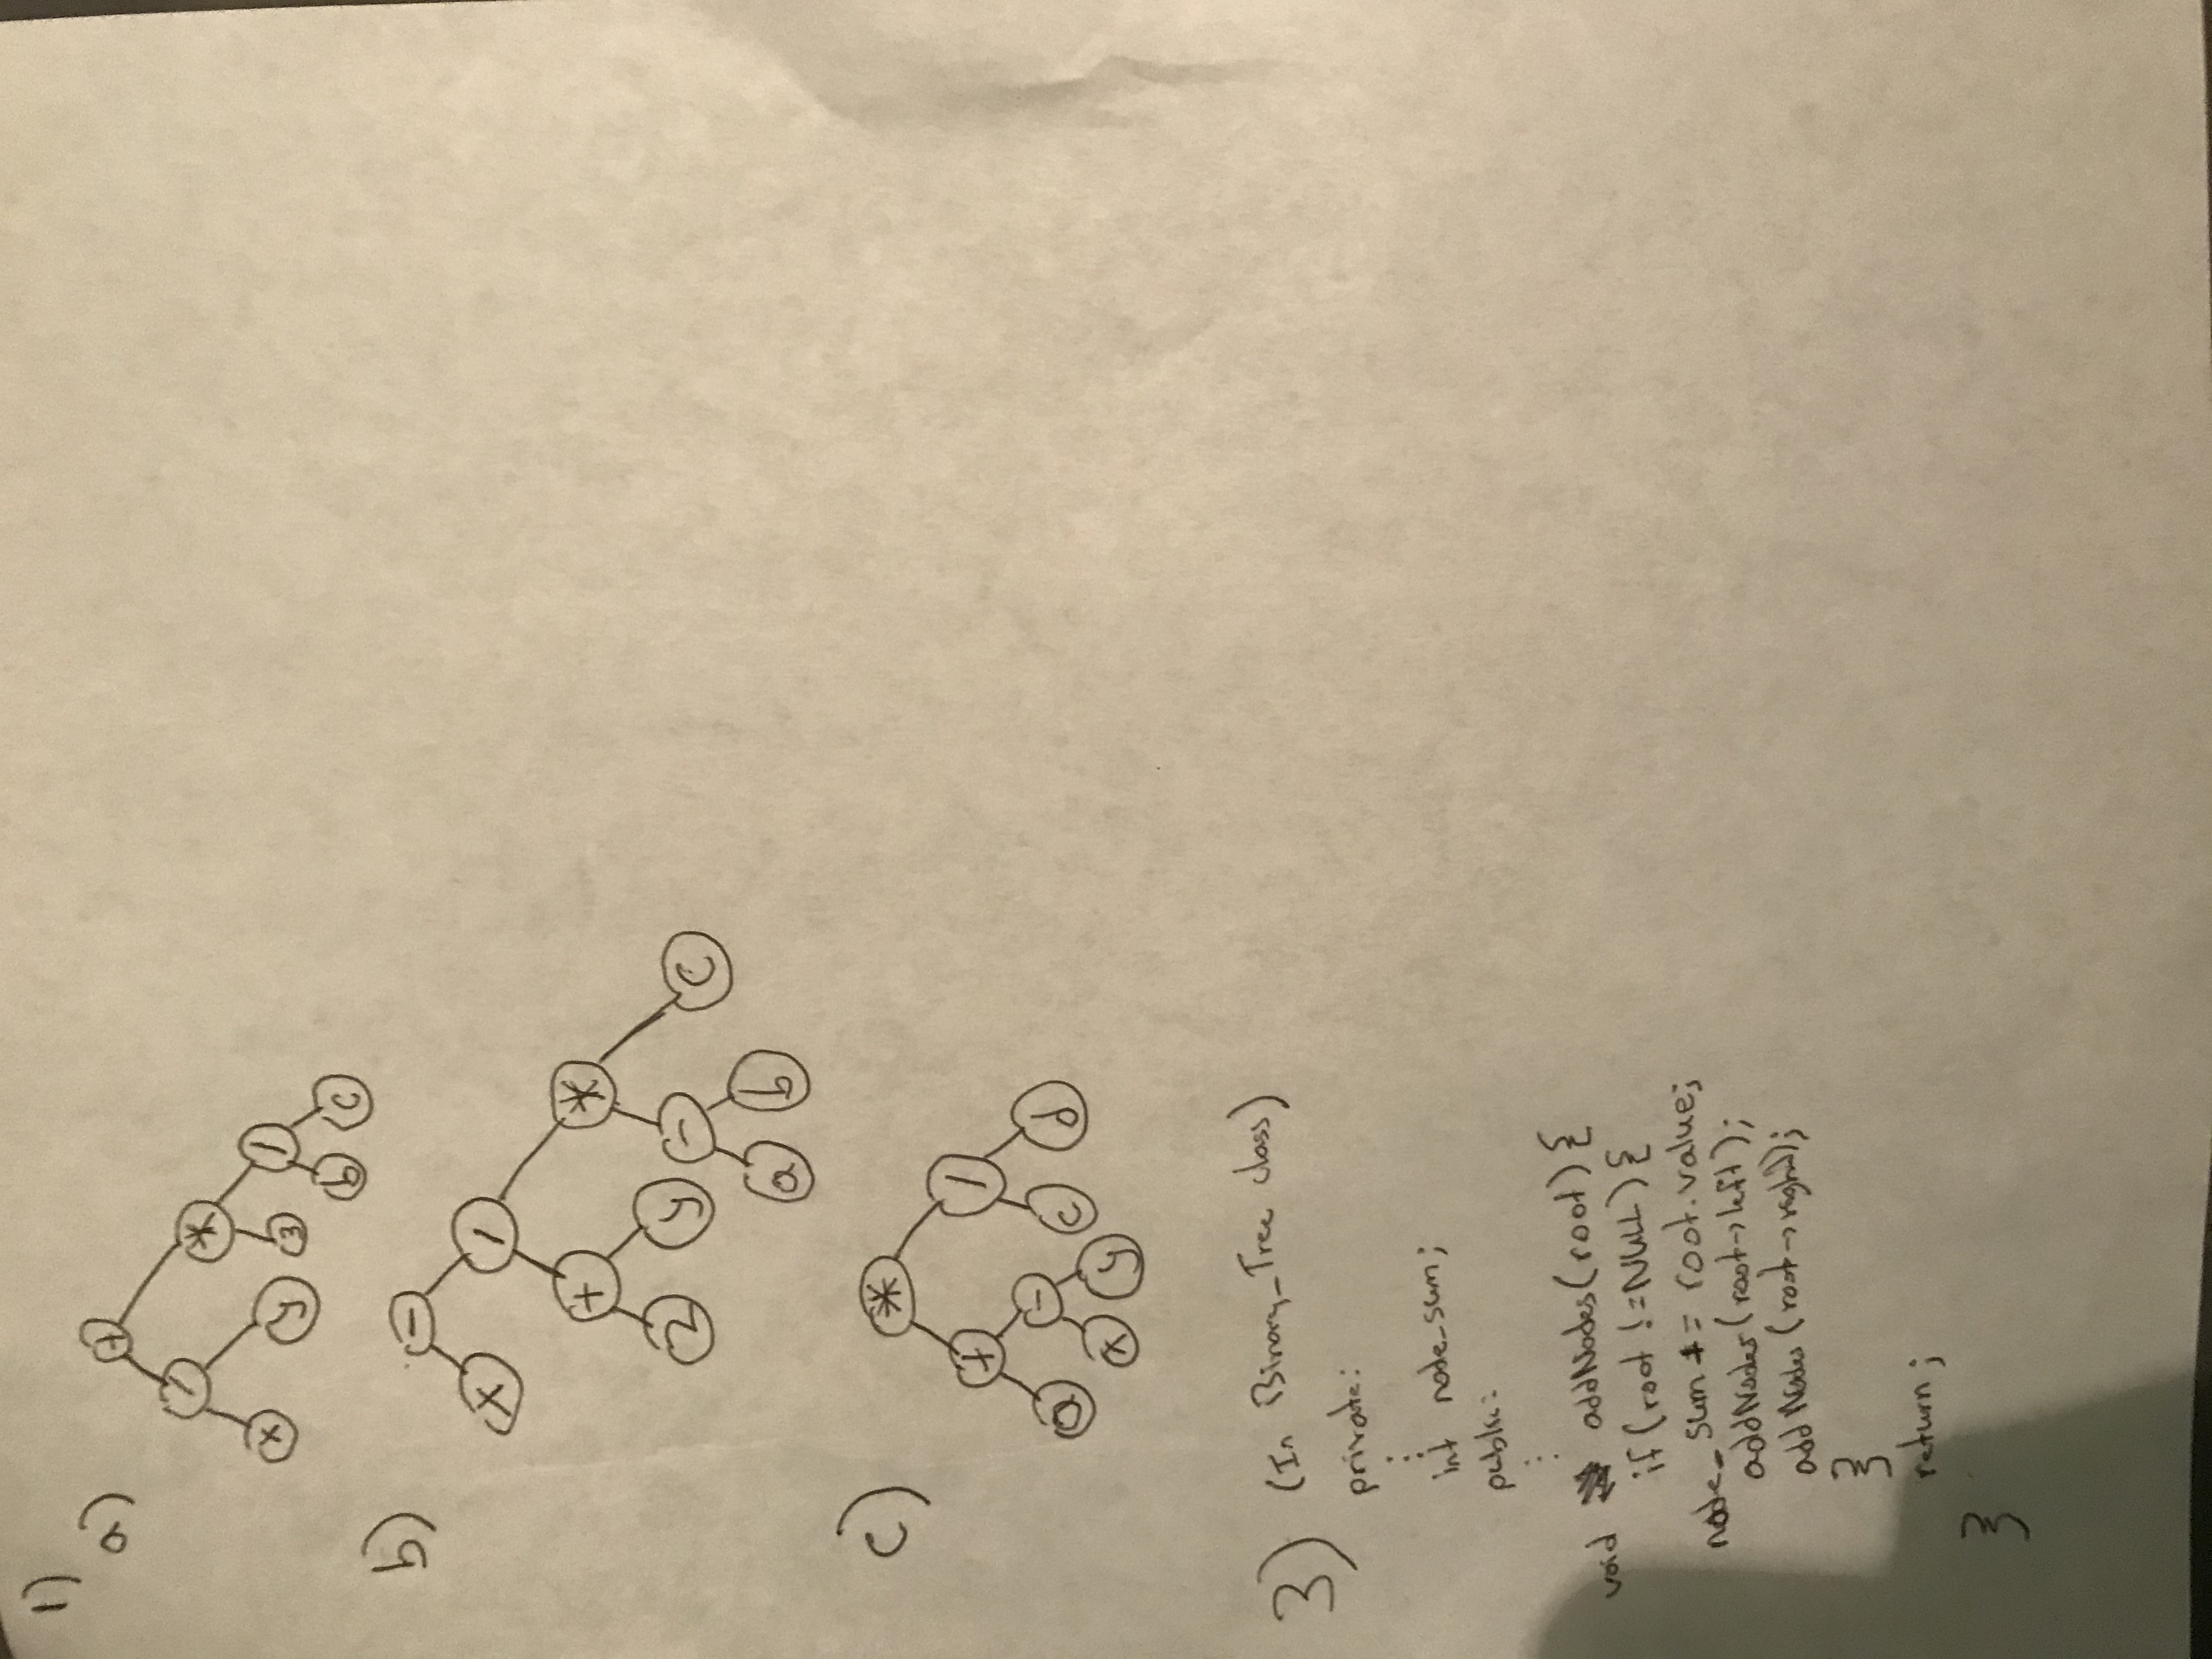 1)
a)
+
/ *
x y 3 /
b c
b)
-
x /
+ *
2 y - c
a b
c)
*
+ /
a - c d
x y
3) (In Binary_Tree class)
private:
⋮
int node_sum;
public:
⋮
void addNodes(root) {
if (root != NULL) {
node_sum += root.value;
addNodes(root->left);
addNodes(root->right);
}
return;
}